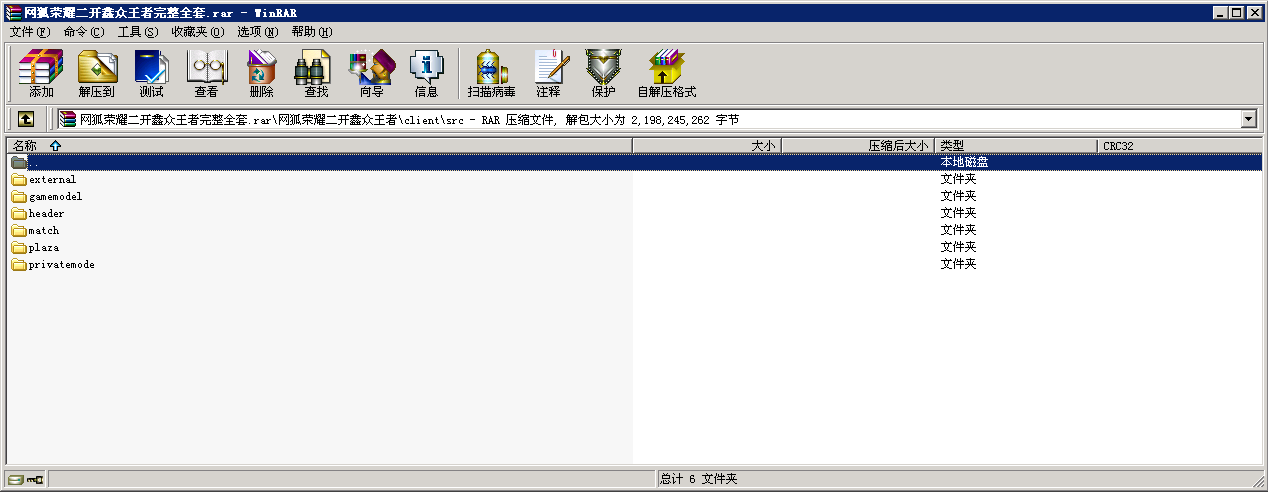 网狐荣耀二开鑫众王者完整全套.rar - WinRAR
文件(F) 命令(C) 工具(S) 收藏夹(O) 选项(N) 帮助(H)
添加 解压到 测试 查看 删除 查找 向导 信息 扫描病毒 注释 保护 自解压格式
网狐荣耀二开鑫众王者完整全套.rar\网狐荣耀二开鑫众王者\client\src - RAR 压缩文件, 解包大小为 2,198,245,262 字节
名称 大小 压缩后大小 类型 CRC32
.. 本地磁盘
external 文件夹
gamemodel 文件夹
header 文件夹
match 文件夹
plaza 文件夹
privatemode 文件夹
总计 6 文件夹